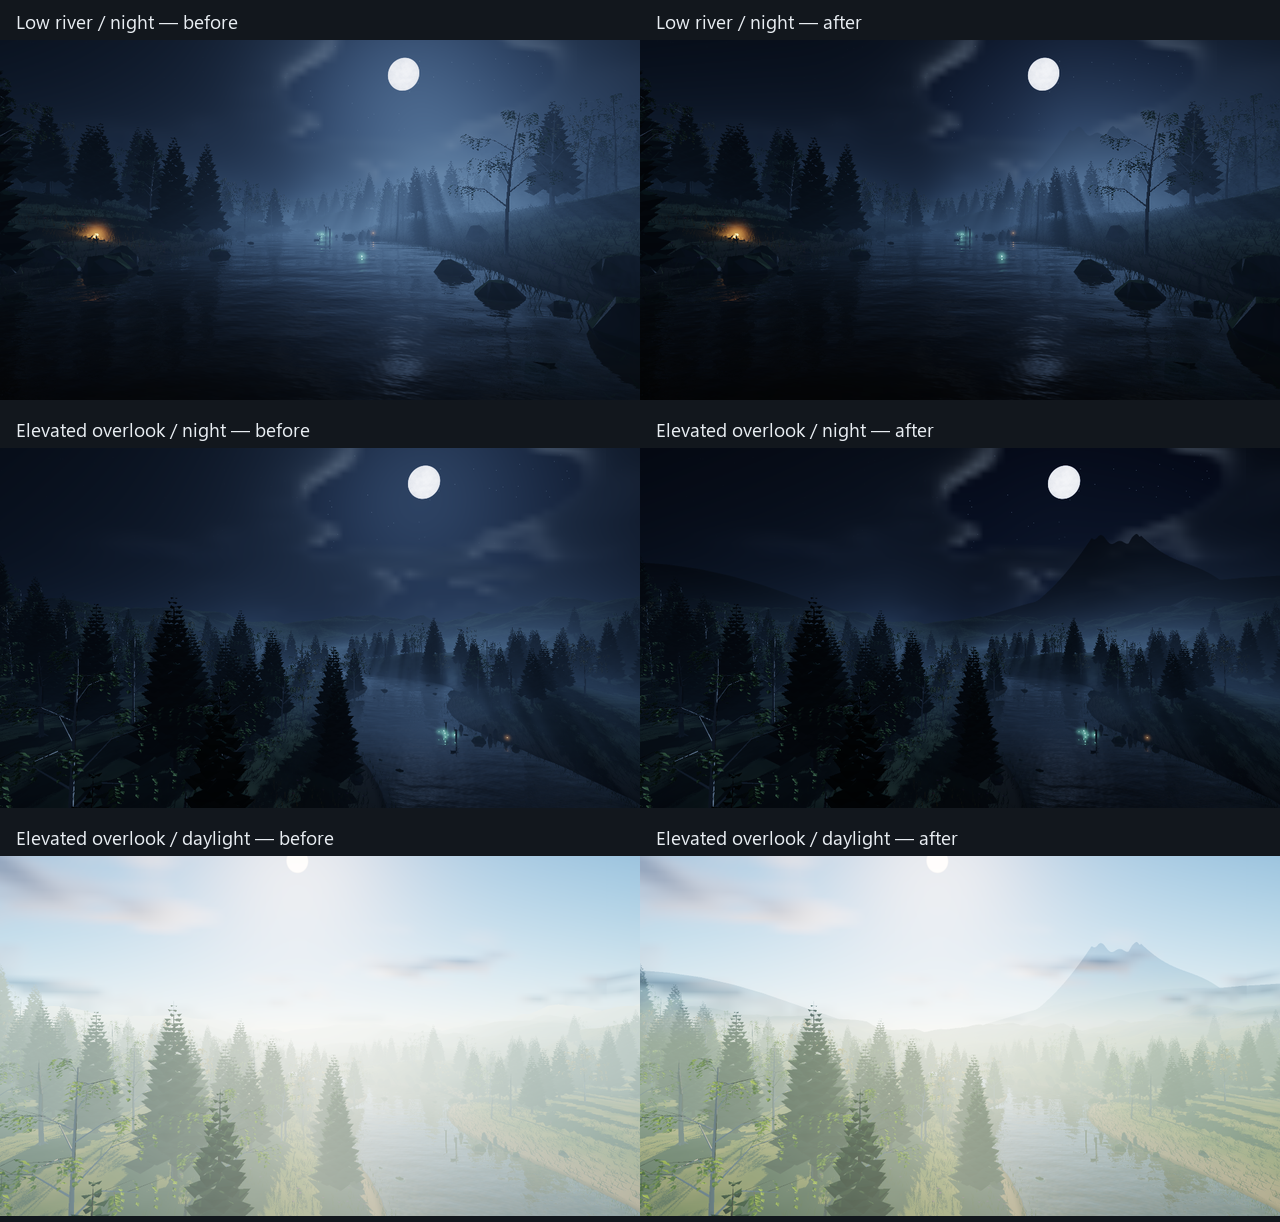 Low river / night — before
Low river / night — after
Elevated overlook / night — before
Elevated overlook / night — after
Elevated overlook / daylight — before
Elevated overlook / daylight — after